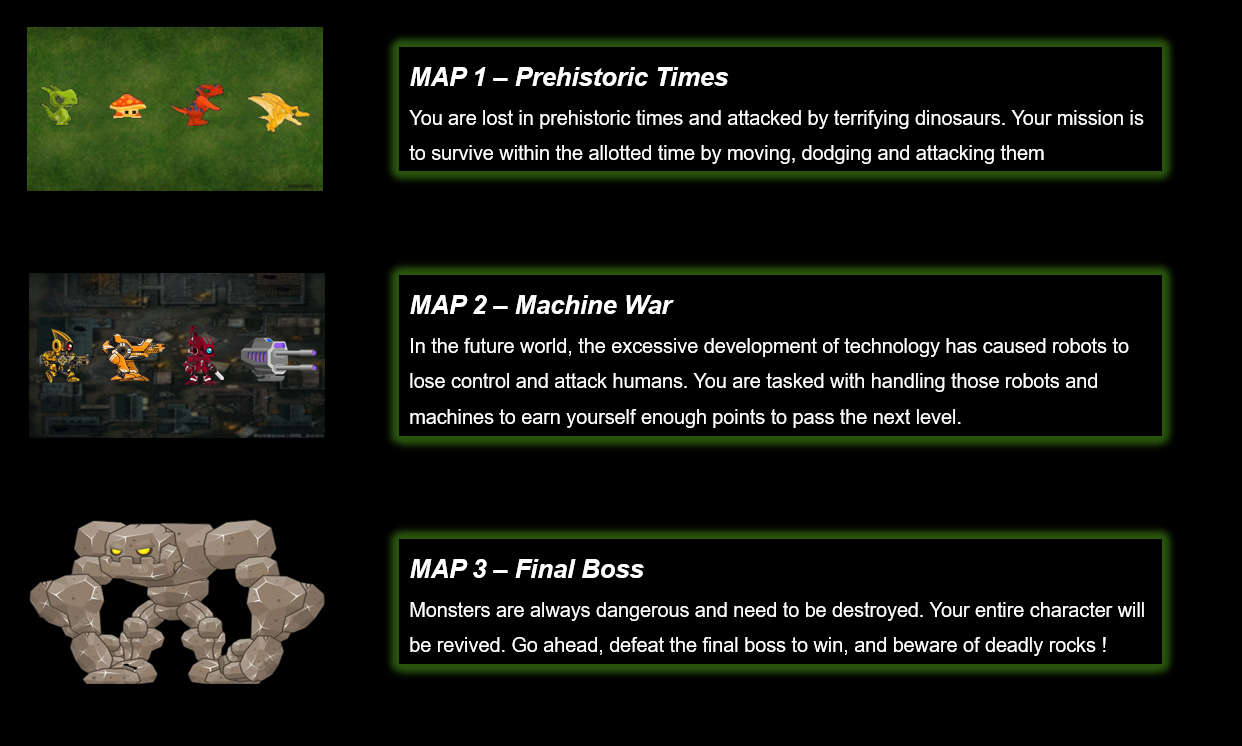 MAP 1 – Prehistoric Times
You are lost in prehistoric times and attacked by terrifying dinosaurs. Your mission is
to survive within the allotted time by moving, dodging and attacking them
MAP 2 – Machine War
In the future world, the excessive development of technology has caused robots to
lose control and attack humans. You are tasked with handling those robots and
machines to earn yourself enough points to pass the next level.
MAP 3 – Final Boss
Monsters are always dangerous and need to be destroyed. Your entire character will
be revived. Go ahead, defeat the final boss to win, and beware of deadly rocks !